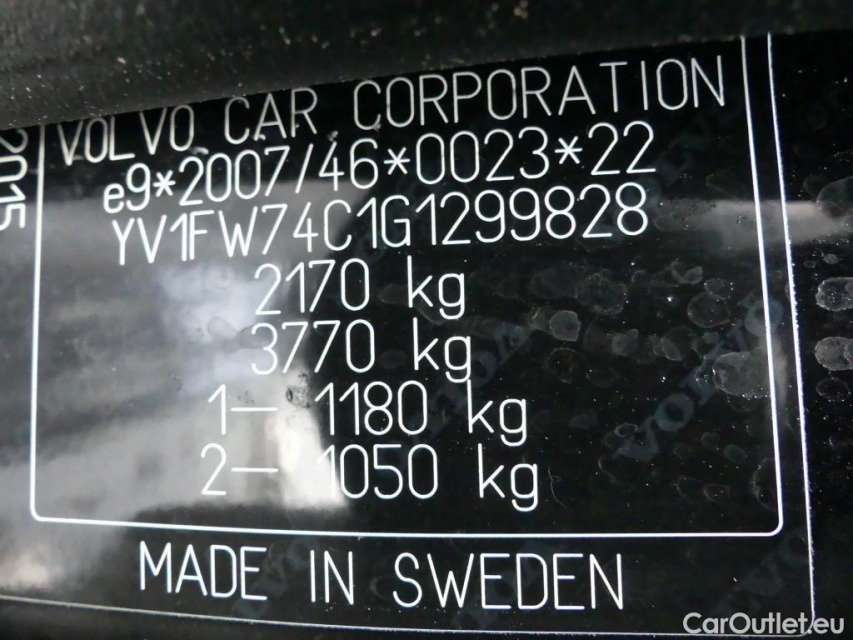 2015
VOLVO CAR CORPORATION
e9*2007/46*0023*22
YV1FW74C1G1299828
2170 kg
3770 kg
1— 1180 kg
2— 1050 kg
MADE IN SWEDEN
VOLVO
CarOutlet.eu